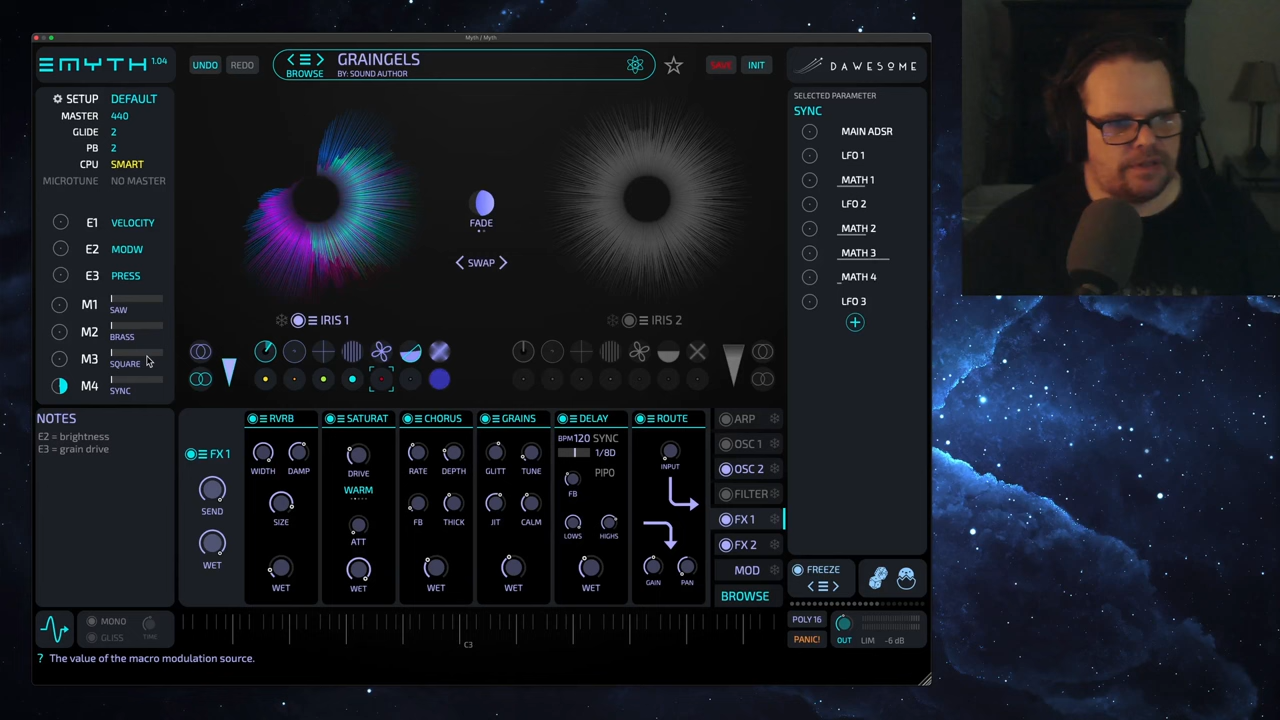 Myth / Myth
MYTH 1.04
UNDO REDO
BROWSE
GRAINGELS
BY: SOUND AUTHOR
SAVE INIT
DAWESOME
SETUP DEFAULT
MASTER 440
GLIDE 2
PB 2
CPU SMART
MICROTUNE NO MASTER
E1 VELOCITY
E2 MODW
E3 PRESS
M1 SAW
M2 BRASS
M3 SQUARE
M4 SYNC
FADE
< SWAP >
IRIS 1
IRIS 2
SELECTED PARAMETER
SYNC
MAIN ADSR
LFO 1
MATH 1
LFO 2
MATH 2
MATH 3
MATH 4
LFO 3
NOTES
E2 = brightness
E3 = grain drive
FX 1
SEND
WET
RVRB
WIDTH DAMP
SIZE
WET
SATURAT
DRIVE
WARM
ATT
WET
CHORUS
RATE DEPTH
FB THICK
WET
GRAINS
GLITT TUNE
JIT CALM
WET
DELAY
BPM 120 SYNC
1/8D
PIPO
FB
LOWS HIGHS
WET
ROUTE
INPUT
GAIN PAN
ARP
OSC 1
OSC 2
FILTER
FX 1
FX 2
MOD
BROWSE
FREEZE
MONO
GLISS
TIME
C3
POLY 16
PANIC!
OUT LIM -6 dB
? The value of the macro modulation source.